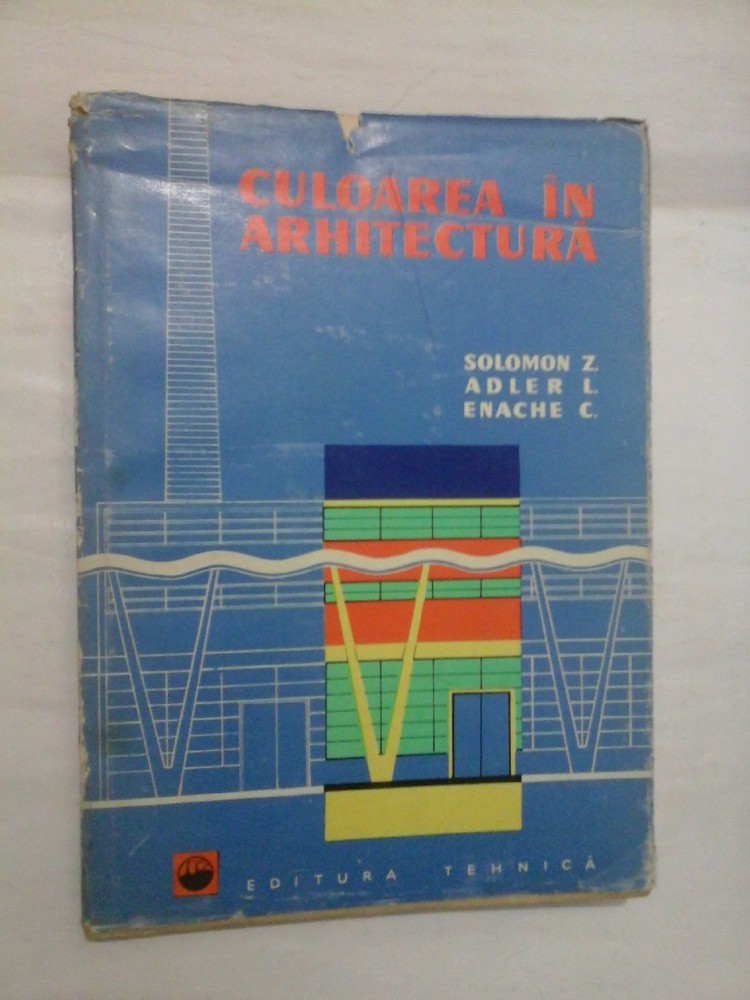 CULOAREA ÎN
ARHITECTURĂ
SOLOMON Z.
ADLER L.
ENACHE C.
EDITURA TEHNICĂ